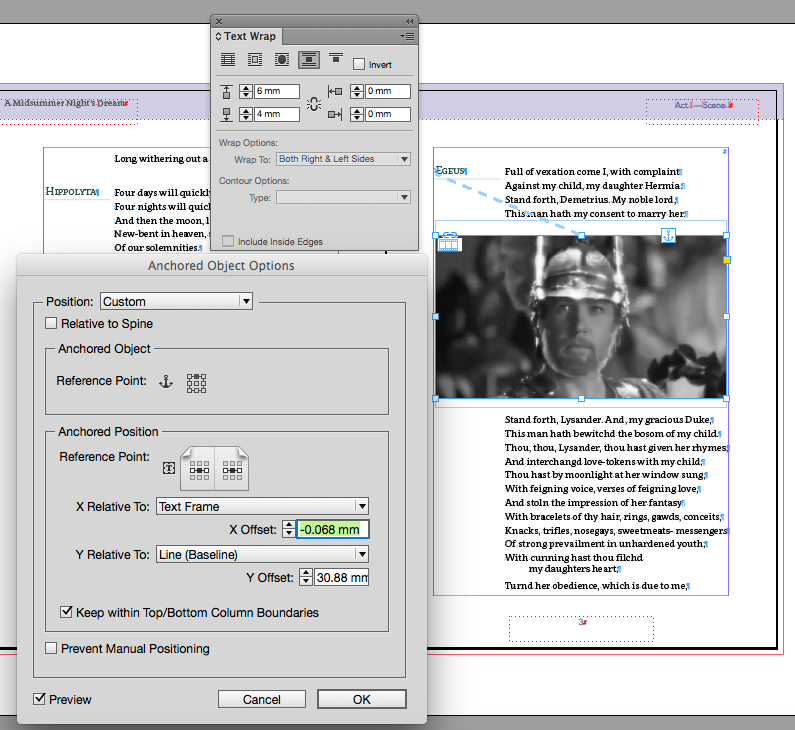 Text Wrap
Invert
6 mm
0 mm
4 mm
0 mm
Wrap Options:
Wrap To: Both Right & Left Sides
Contour Options:
Type:
Include Inside Edges
A Midsummer Night's Dream#
Long withering out a
HIPPOLYTA¶ Four days will quickl
Four nights will quicl
And then the moon, l
New-bent in heaven,
Of our solemnities.¶
Anchored Object Options
Position: Custom
Relative to Spine
Anchored Object
Reference Point:
Anchored Position
Reference Point:
X Relative To: Text Frame
X Offset: -0.068 mm
Y Relative To: Line (Baseline)
Y Offset: 30.88 mm
Keep within Top/Bottom Column Boundaries
Prevent Manual Positioning
Preview
Cancel
OK
#
EGEUS¶ Full of vexation come I, with complaint¶
Against my child, my daughter Hermia.¶
Stand forth, Demetrius. My noble lord,¶
This man hath my consent to marry her.¶
Stand forth, Lysander. And, my gracious Duke,¶
This man hath bewitchd the bosom of my child.¶
Thou, thou, Lysander, thou hast given her rhymes,¶
And interchangd love-tokens with my child;¶
Thou hast by moonlight at her window sung,¶
With feigning voice, verses of feigning love,¶
And stoln the impression of her fantasy¶
With bracelets of thy hair, rings, gawds, conceits,¶
Knacks, trifles, nosegays, sweetmeats- messengers¶
Of strong prevailment in unhardened youth;¶
With cunning hast thou filchd
my daughters heart;¶
Turnd her obedience, which is due to me,¶
3#